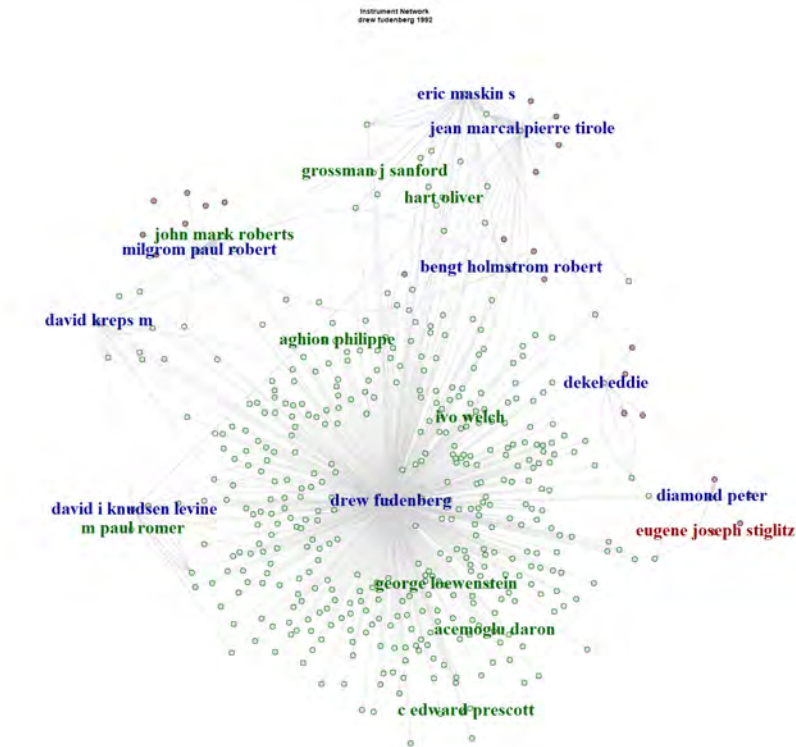 Instrument Network
drew fudenberg 1992
eric maskin s
jean marcal pierre tirole
grossman j sanford
hart oliver
john mark roberts
milgrom paul robert
bengt holmstrom robert
david kreps m
aghion philippe
dekel eddie
ivo welch
drew fudenberg
diamond peter
david i knudsen levine
m paul romer
eugene joseph stiglitz
george loewenstein
acemoglu daron
c edward prescott